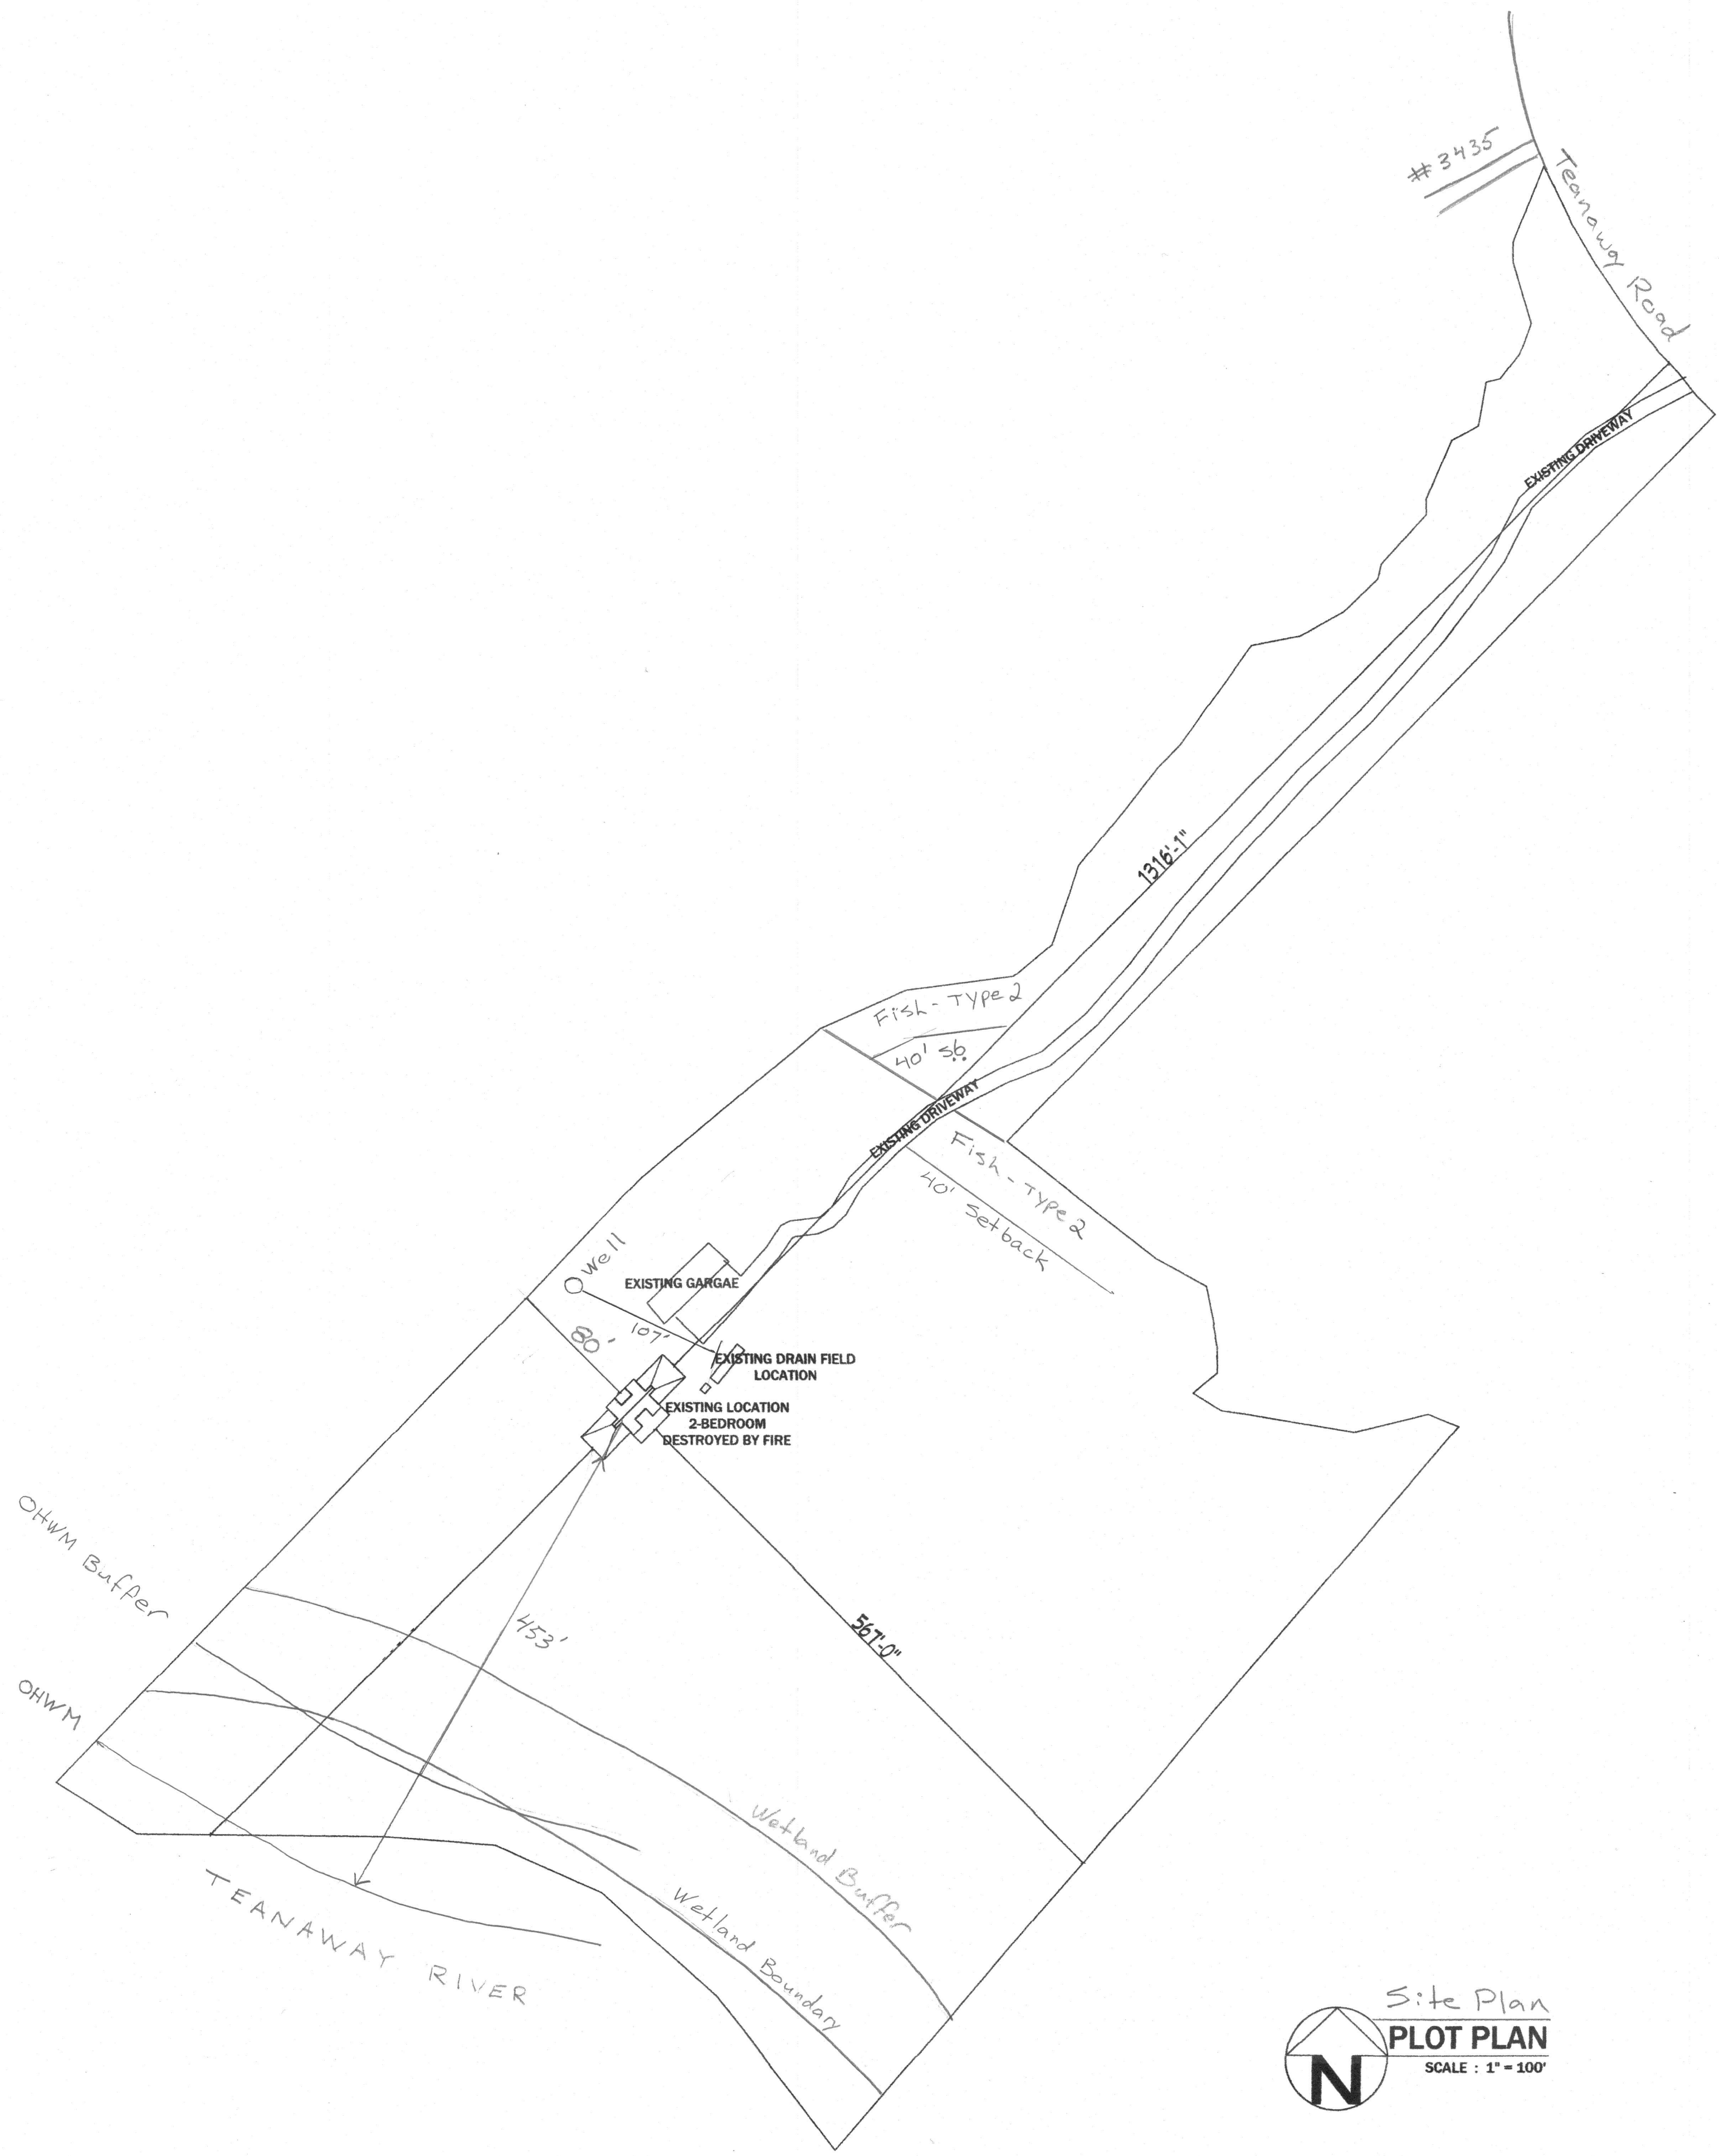 #3435
Teanaway Road
EXISTING DRIVEWAY
1316'-1"
Fish - Type 2
40' SB
EXISTING DRIVEWAY
Fish - Type 2
40' Setback
Well
EXISTING GARGAE
80'
107'
EXISTING DRAIN FIELD
LOCATION
EXISTING LOCATION
2-BEDROOM
DESTROYED BY FIRE
OHWM Buffer
453'
567'-0"
OHWM
Wetland Buffer
Wetland Boundary
TEANAWAY RIVER
Site Plan
PLOT PLAN
SCALE : 1" = 100'
N